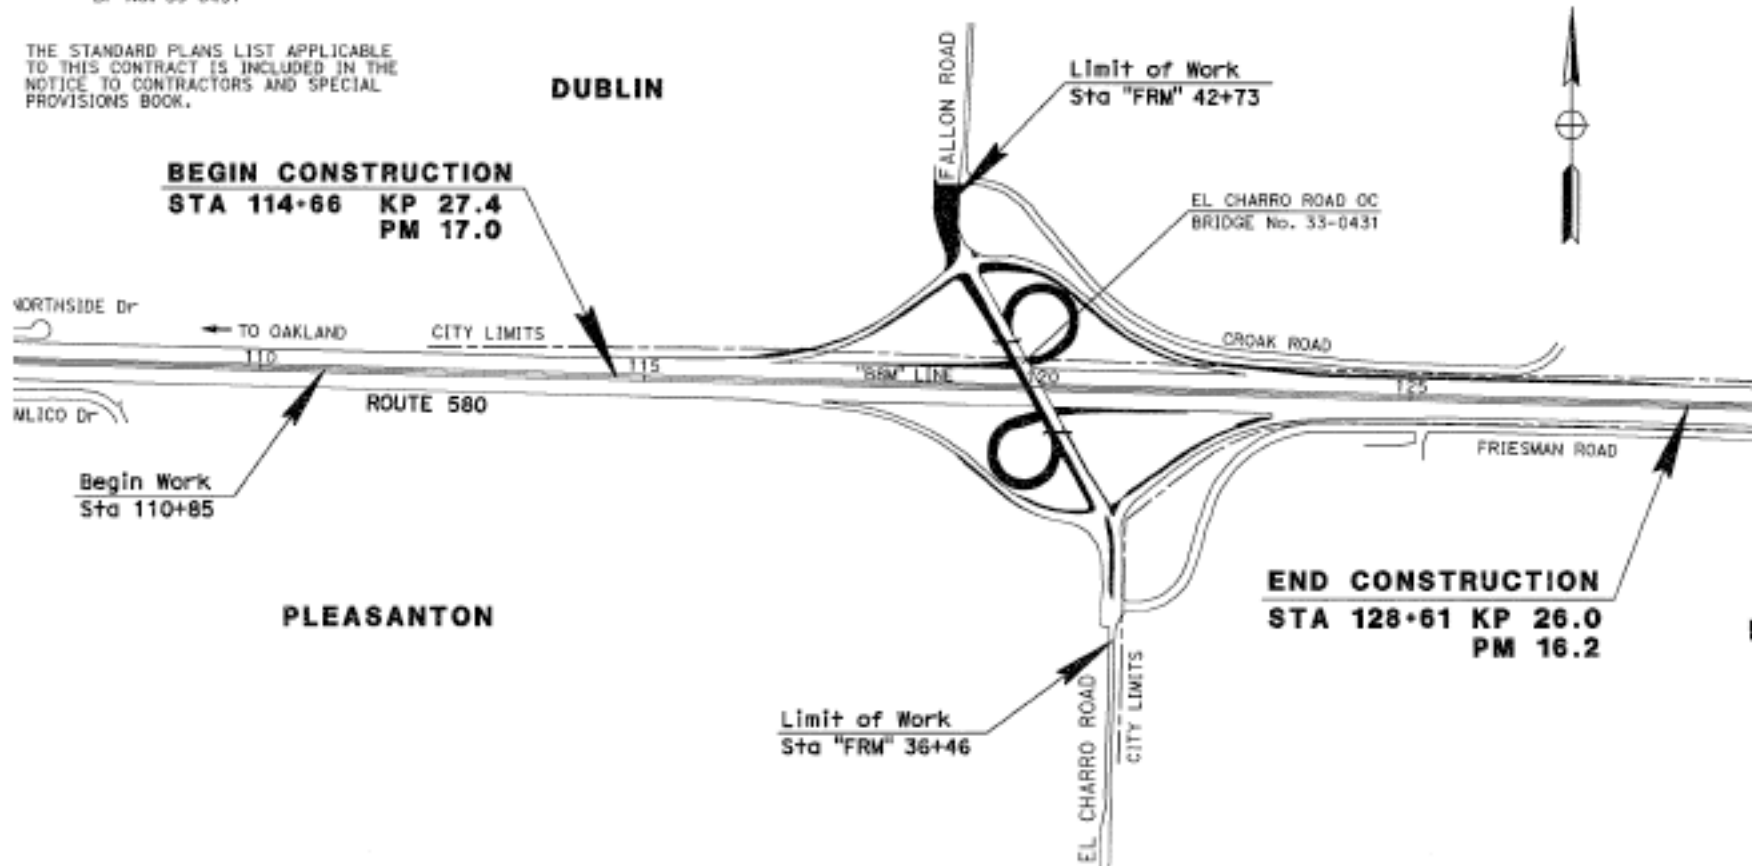 THE STANDARD PLANS LIST APPLICABLE
TO THIS CONTRACT IS INCLUDED IN THE
NOTICE TO CONTRACTORS AND SPECIAL
PROVISIONS BOOK.
DUBLIN
FALLON ROAD
Limit of Work
Sta "FRM" 42+73
BEGIN CONSTRUCTION
STA 114+66 KP 27.4
PM 17.0
EL CHARRO ROAD OC
BRIDGE No. 33-0431
NORTHSIDE Dr
TO OAKLAND
CITY LIMITS
CROAK ROAD
110
115
"B8M" LINE
120
125
MLICO Dr
ROUTE 580
FRIESMAN ROAD
Begin Work
Sta 110+85
PLEASANTON
END CONSTRUCTION
STA 128+61 KP 26.0
PM 16.2
Limit of Work
Sta "FRM" 36+46
EL CHARRO ROAD
CITY LIMITS